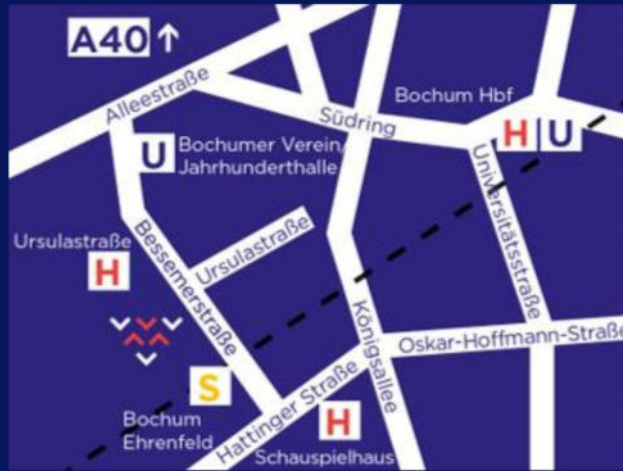 A40
Alleestraße
Südring
Bochum Hbf
H U
U
Bochumer Verein/
Jahrhunderthalle
Universitätsstraße
Ursulastraße
H
Bessemerstraße
Ursulastraße
Königsallee
Oskar-Hoffmann-Straße
S
Bochum
Ehrenfeld
Hattinger Straße
H
Schauspielhaus